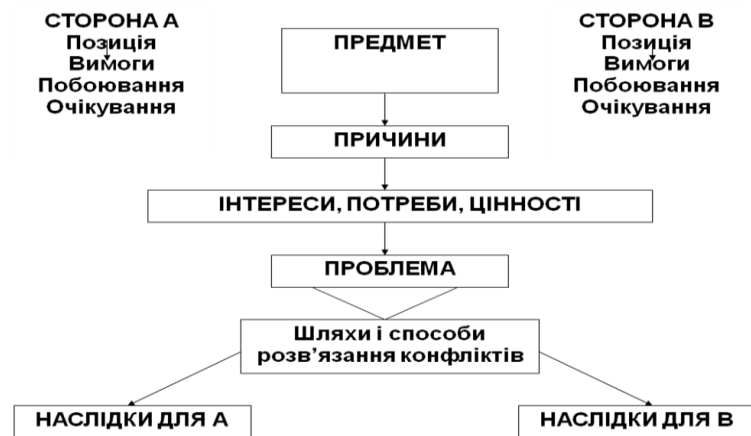 СТОРОНА А
Позиція
Вимоги
Побоювання
Очікування
ПРЕДМЕТ
СТОРОНА В
Позиція
Вимоги
Побоювання
Очікування
ПРИЧИНИ
ІНТЕРЕСИ, ПОТРЕБИ, ЦІННОСТІ
ПРОБЛЕМА
Шляхи і способи
розв’язання конфліктів
НАСЛІДКИ ДЛЯ А
НАСЛІДКИ ДЛЯ В